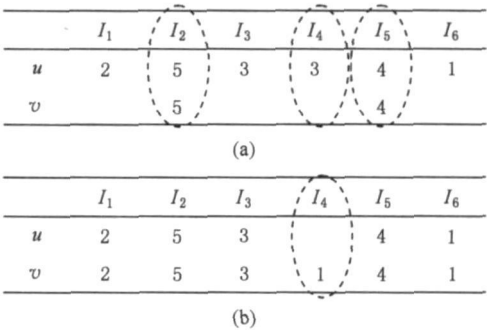 I₁ I₂ I₃ I₄ I₅ I₆
u 2 5 3 3 4 1
v 5 4
(a)
I₁ I₂ I₃ I₄ I₅ I₆
u 2 5 3 4 1
v 2 5 3 1 4 1
(b)